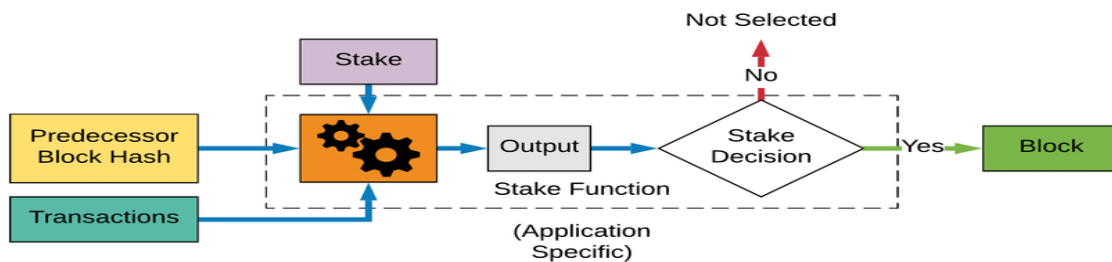 Not Selected
Stake
No
Predecessor
Block Hash
Output
Stake
Decision
Yes
Block
Stake Function
Transactions
(Application
Specific)